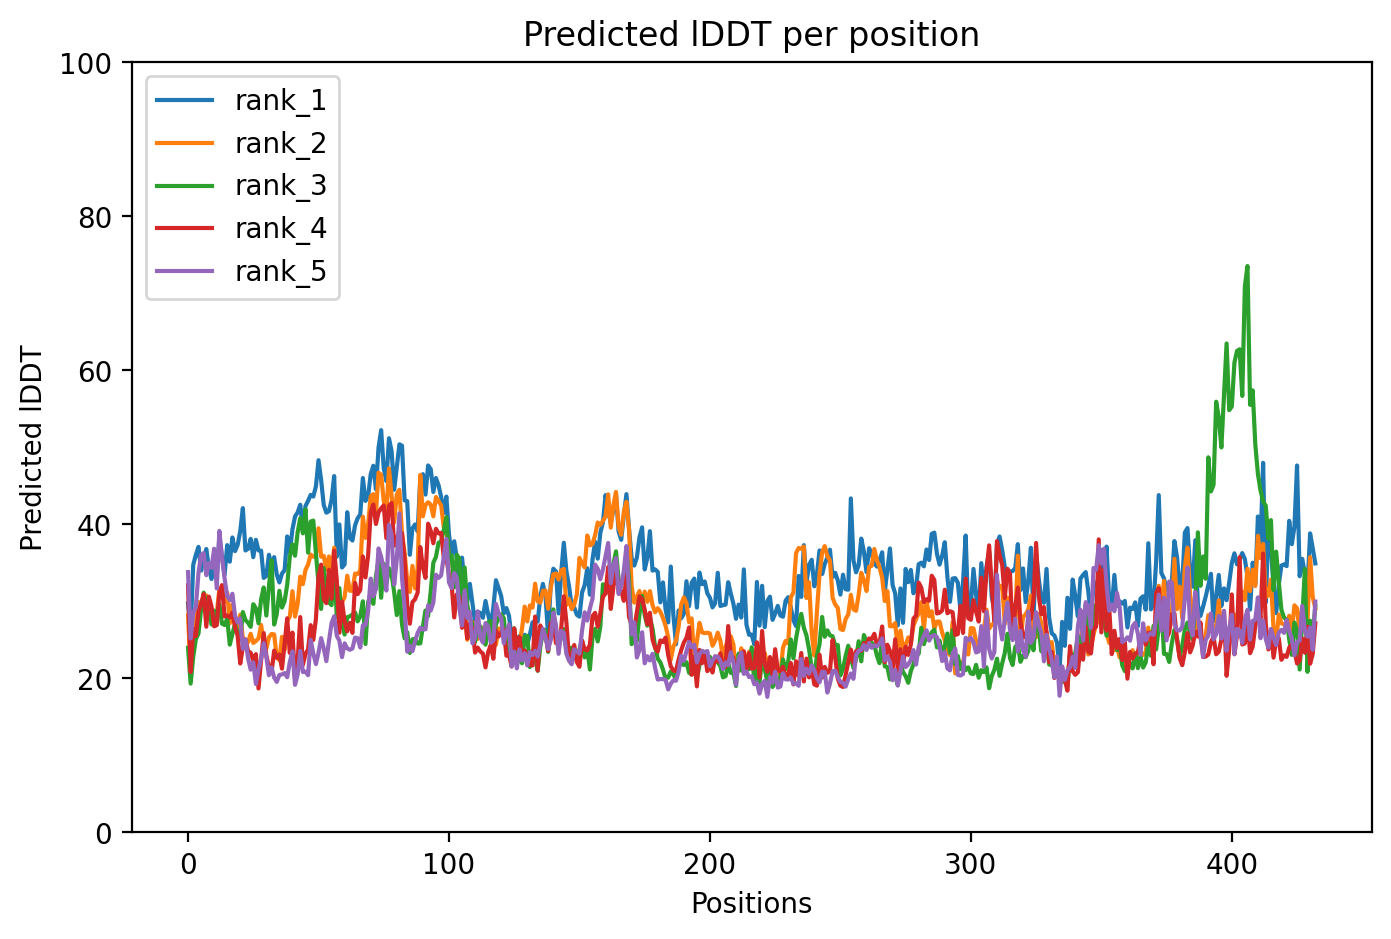 Predicted lDDT per position
100
80
60
40
20
0
Predicted lDDT
rank_1
rank_2
rank_3
rank_4
rank_5
0 100 200 300 400
Positions